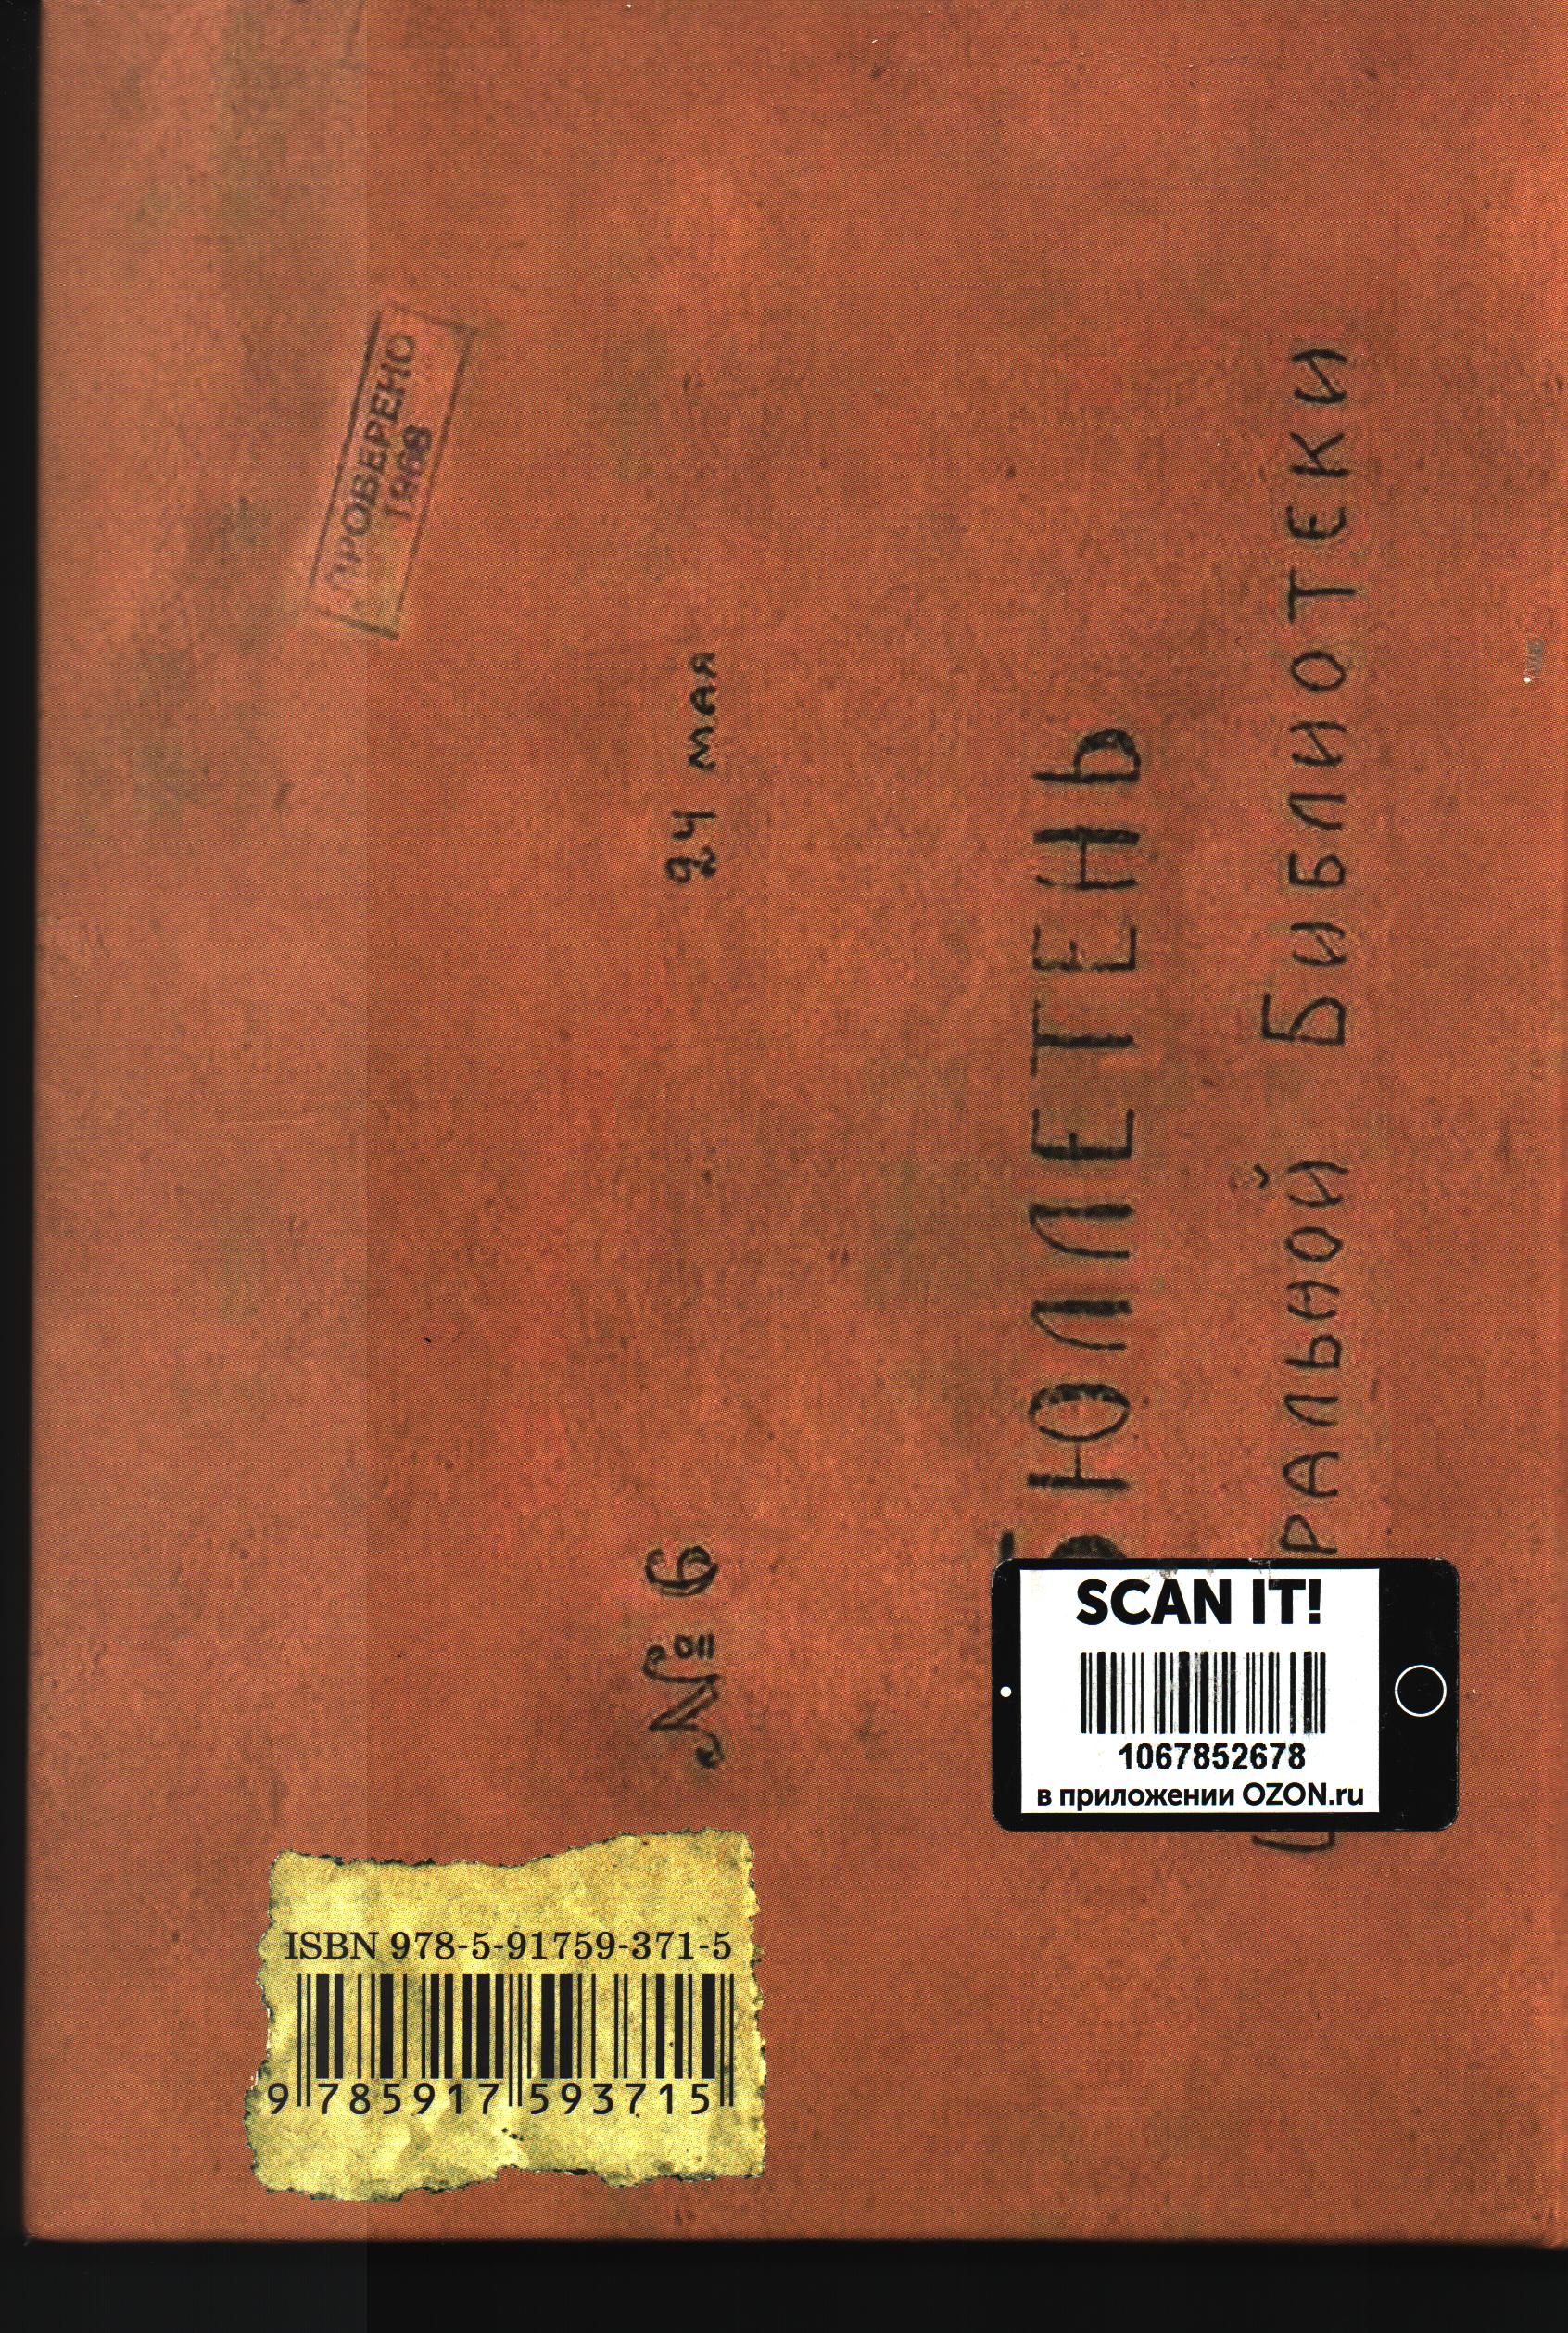 ПРОВЕРЕНО
1968
№ 6 24 мая
БЮЛЛЕТЕНЬ
РАЛЬНОЙ БИБЛИОТЕКИ
SCAN IT!
1067852678
в приложении OZON.ru
ISBN 978-5-91759-371-5
9 785917 593715